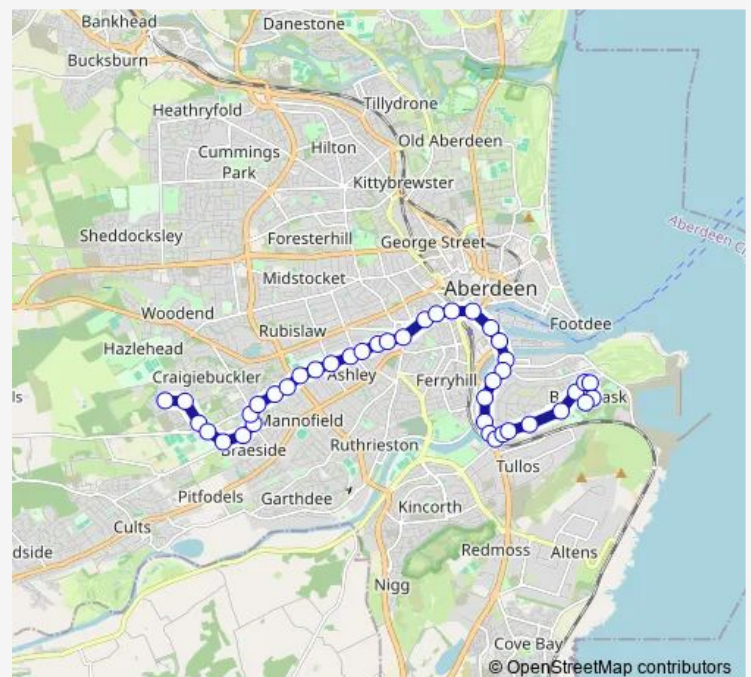 Bankhead
Danestone
Bucksburn
Tillydrone
Heathryfold
Old Aberdeen
Hilton
Cummings
Park
Kittybrewster
Sheddocksley
Foresterhill
George Street
Midstocket
Aberdeen
Woodend
Rubislaw
Footdee
Hazlehead
Craigiebuckler
Ashley
Ferryhill
Mannofield
Braeside
Ruthrieston
Tullos
Pitfodels
Garthdee
Kincorth
Cults
Redmoss
Altens
Nigg
Cove Bay
© OpenStreetMap contributors